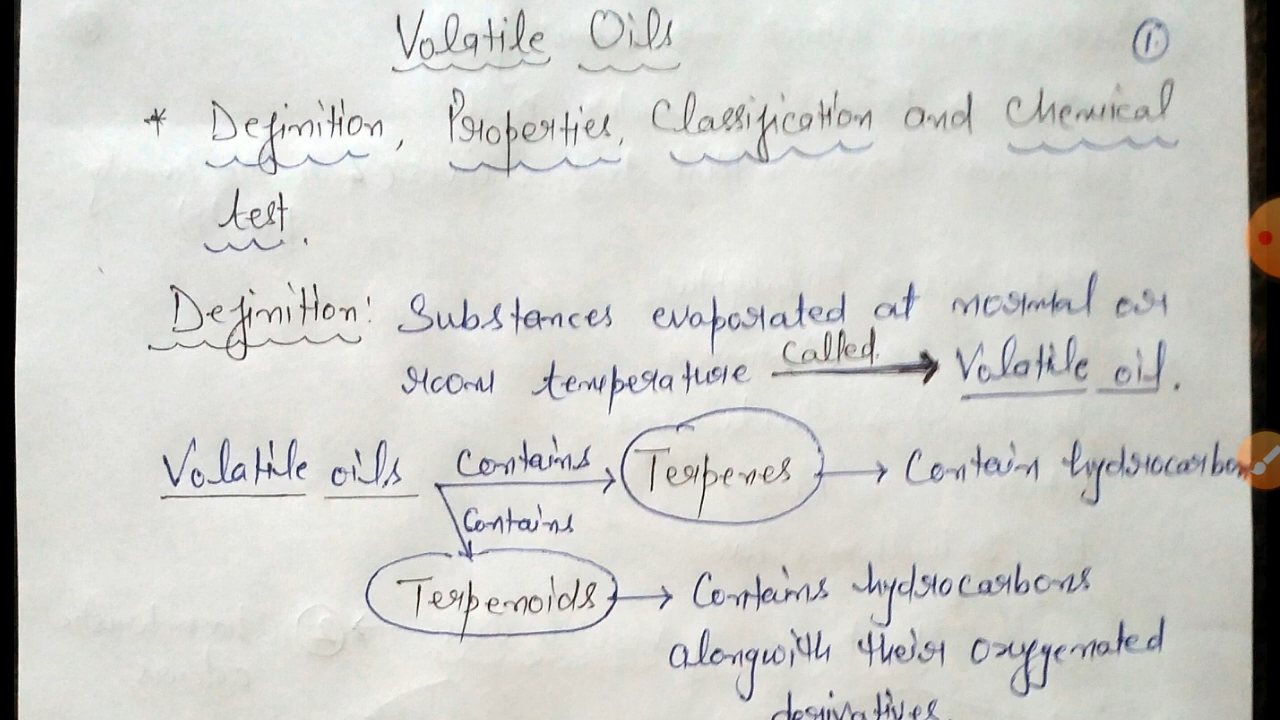 Volatile Oils
1
* Definition, Properties, Classification and Chemical
test.
Definition: Substances evaporated at normal or
room temperature called Volatile oil.
Volatile oils contains Terpenes → Contain hydrocarbon
Contains
Terpenoids → Contains hydrocarbons
alongwith their oxygenated
derivatives.